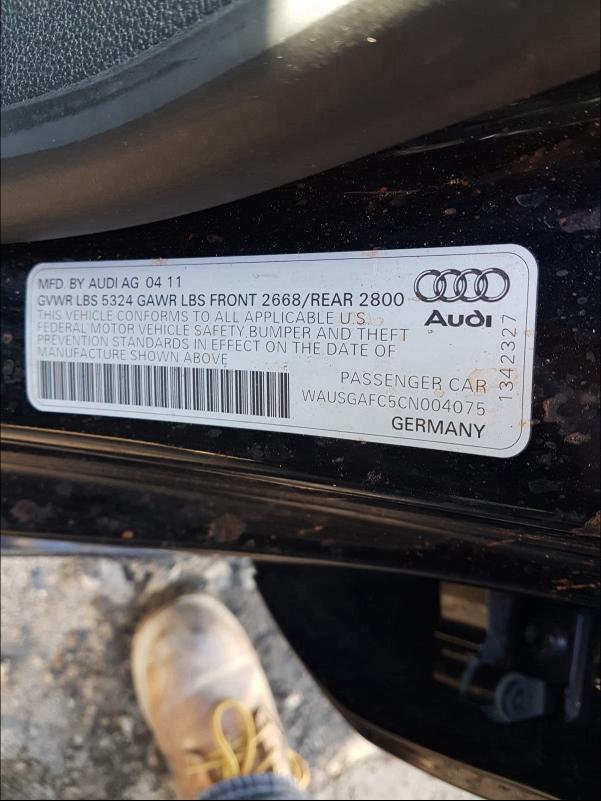 MFD. BY AUDI AG 04 11
GVWR LBS 5324 GAWR LBS FRONT 2668/REAR 2800
THIS VEHICLE CONFORMS TO ALL APPLICABLE U.S.
FEDERAL MOTOR VEHICLE SAFETY, BUMPER AND THEFT
PREVENTION STANDARDS IN EFFECT ON THE DATE OF
MANUFACTURE SHOWN ABOVE
Audi
PASSENGER CAR
WAUSGAFC5CN004075
GERMANY
1342327